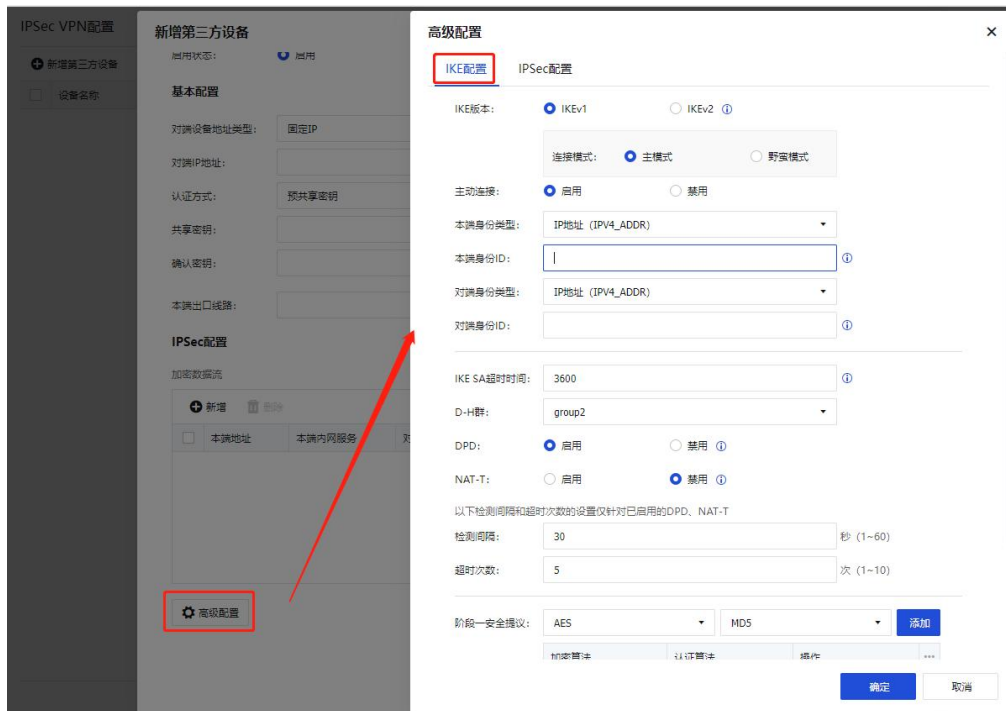 IPSec VPN配置
新增第三方设备
设备名称
新增第三方设备
启用状态:
启用
基本配置
对端设备地址类型:
固定IP
对端IP地址:
认证方式:
预共享密钥
共享密钥:
确认密钥:
本端出口线路:
IPSec配置
加密数据流
新增
删除
本端地址
本端内网服务
对
高级配置
高级配置
IKE配置
IPSec配置
IKE版本:
IKEv1
IKEv2
连接模式:
主模式
野蛮模式
主动连接:
启用
禁用
本端身份类型:
IP地址 (IPV4_ADDR)
本端身份ID:
对端身份类型:
IP地址 (IPV4_ADDR)
对端身份ID:
IKE SA超时时间:
3600
D-H群:
group2
DPD:
启用
禁用
NAT-T:
启用
禁用
以下检测间隔和超时次数的设置仅针对已启用的DPD、NAT-T
检测间隔:
30
秒 (1~60)
超时次数:
5
次 (1~10)
阶段一安全提议:
AES
MD5
添加
加密算法
认证算法
操作
确定
取消